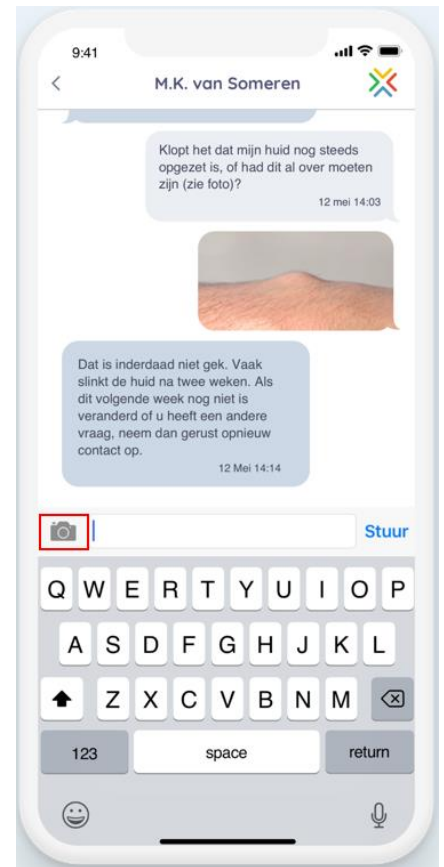 9:41
M.K. van Someren
Klopt het dat mijn huid nog steeds
opgezet is, of had dit al over moeten
zijn (zie foto)?
12 mei 14:03
Dat is inderdaad niet gek. Vaak
slinkt de huid na twee weken. Als
dit volgende week nog niet is
veranderd of u heeft een andere
vraag, neem dan gerust opnieuw
contact op.
12 Mei 14:14
Stuur
Q W E R T Y U I O P
A S D F G H J K L
Z X C V B N M
123 space return